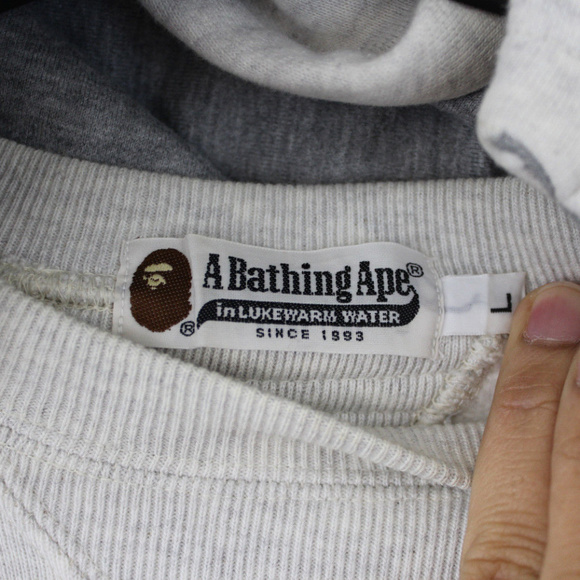 A Bathing Ape®
in LUKEWARM WATER
SINCE 1993
®
L